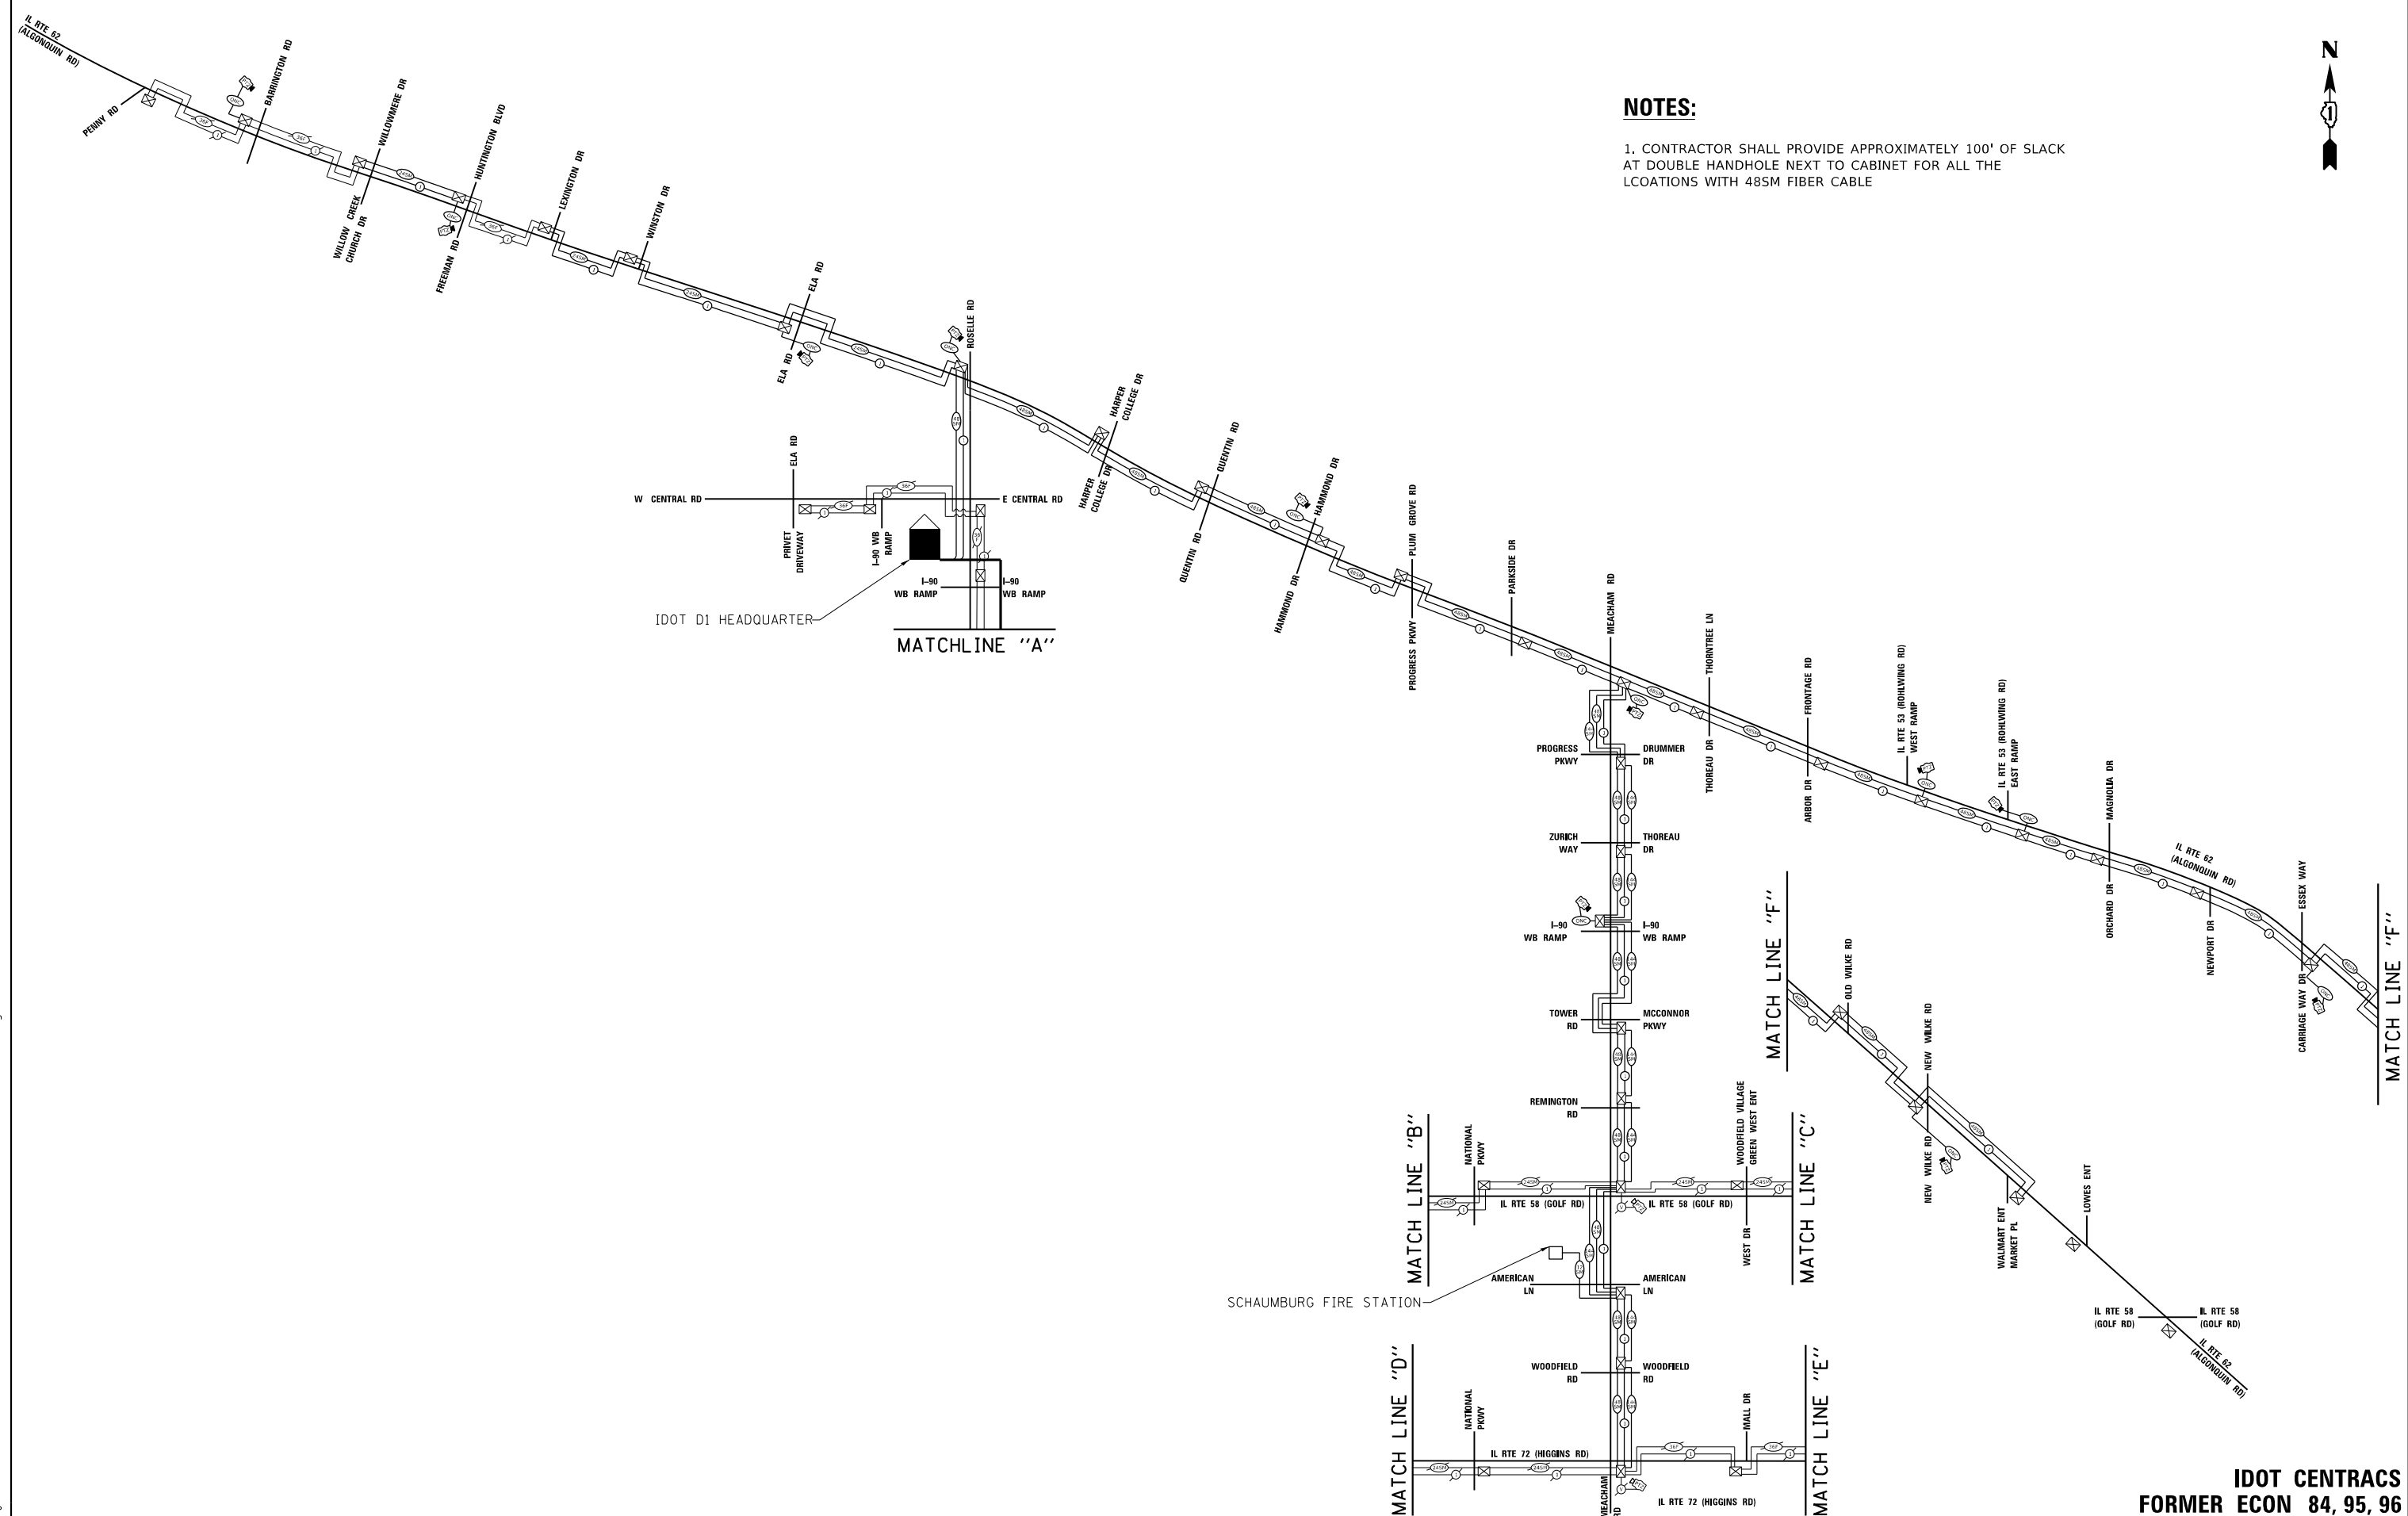 IL RTE 62
(ALGONQUIN RD)
PENNY RD
BARRINGTON RD
WILLOWMERE DR
WILLOW CREEK
CHURCH DR
HUNTINGTON BLVD
FREEMAN RD
LEXINGTON DR
WINSTON DR
ELA RD
ELA RD
ROSELLE RD
HARPER
COLLEGE DR
HARPER
COLLEGE DR
QUENTIN RD
QUENTIN RD
HAMMOND DR
HAMMOND DR
PLUM GROVE RD
PROGRESS PKWY
PARKSIDE DR
MEACHAM RD
THORNTREE LN
THOREAU DR
FRONTAGE RD
ARBOR DR
IL RTE 53 (ROHLWING RD)
WEST RAMP
IL RTE 53 (ROHLWING RD)
EAST RAMP
MAGNOLIA DR
ORCHARD DR
IL RTE 62
(ALGONQUIN RD)
NEWPORT DR
ESSEX WAY
CARRIAGE WAY DR
MATCH LINE "F"
N
1
NOTES:
1. CONTRACTOR SHALL PROVIDE APPROXIMATELY 100' OF SLACK
AT DOUBLE HANDHOLE NEXT TO CABINET FOR ALL THE
LCOATIONS WITH 48SM FIBER CABLE
ELA RD
W CENTRAL RD
E CENTRAL RD
PRIVET
DRIVEWAY
I-90 WB
RAMP
I-90
WB RAMP
I-90
WB RAMP
IDOT D1 HEADQUARTER
MATCHLINE "A"
PROGRESS
PKWY
DRUMMER
DR
ZURICH
WAY
THOREAU
DR
I-90
WB RAMP
I-90
WB RAMP
TOWER
RD
MCCONNOR
PKWY
REMINGTON
RD
MATCH LINE "B"
NATIONAL
PKWY
IL RTE 58 (GOLF RD)
IL RTE 58 (GOLF RD)
WOODFIELD VILLAGE
GREEN WEST ENT
WEST DR
MATCH LINE "C"
SCHAUMBURG FIRE STATION
AMERICAN
LN
AMERICAN
LN
WOODFIELD
RD
WOODFIELD
RD
MATCH LINE "D"
NATIONAL
PKWY
IL RTE 72 (HIGGINS RD)
MEACHAM
RD
IL RTE 72 (HIGGINS RD)
MALL DR
MATCH LINE "E"
MATCH LINE "F"
OLD WILKE RD
NEW WILKE RD
NEW WILKE RD
WALMART ENT
MARKET PL
LOWES ENT
IL RTE 58
(GOLF RD)
IL RTE 58
(GOLF RD)
IL RTE 62
(ALGONQUIN RD)
IDOT CENTRACS
FORMER ECON 84, 95, 96